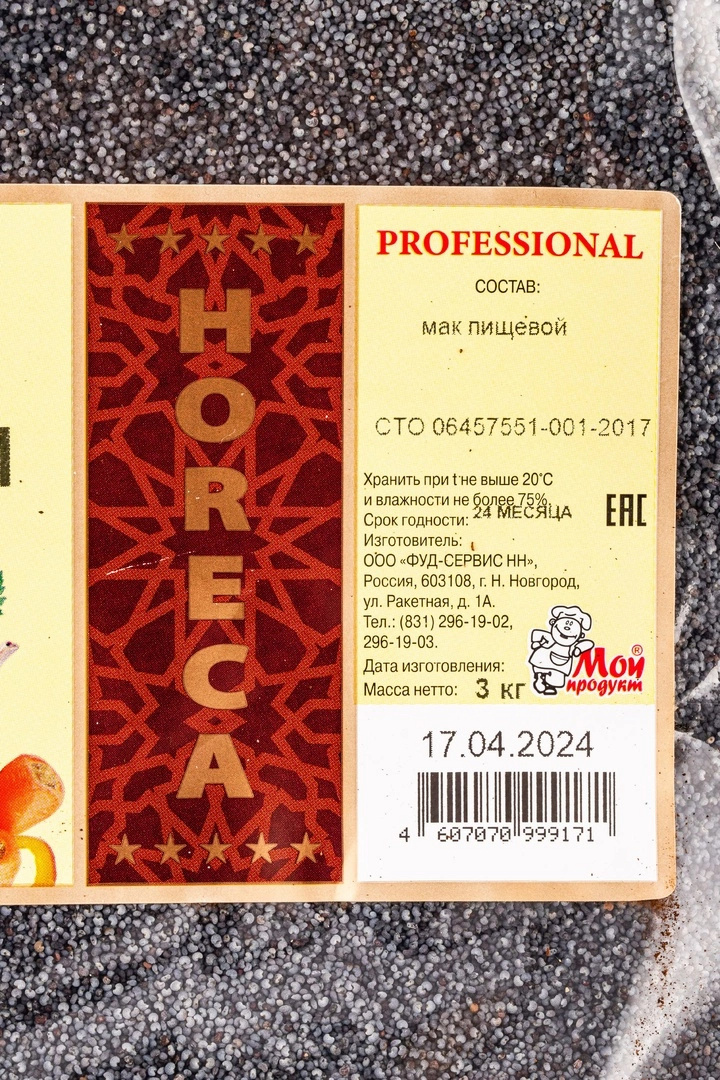 HORECA
PROFESSIONAL
СОСТАВ:
мак пищевой
СТО 06457551-001-2017
Хранить при t не выше 20°С
и влажности не более 75%.
Срок годности: 24 МЕСЯЦА
EAC
Изготовитель:
ООО «ФУД-СЕРВИС НН»,
Россия, 603108, г. Н. Новгород,
ул. Ракетная, д. 1А.
Тел.: (831) 296-19-02,
296-19-03.
Дата изготовления:
Масса нетто: 3 кг
Мой®
продукт
17.04.2024
4 607070 999171